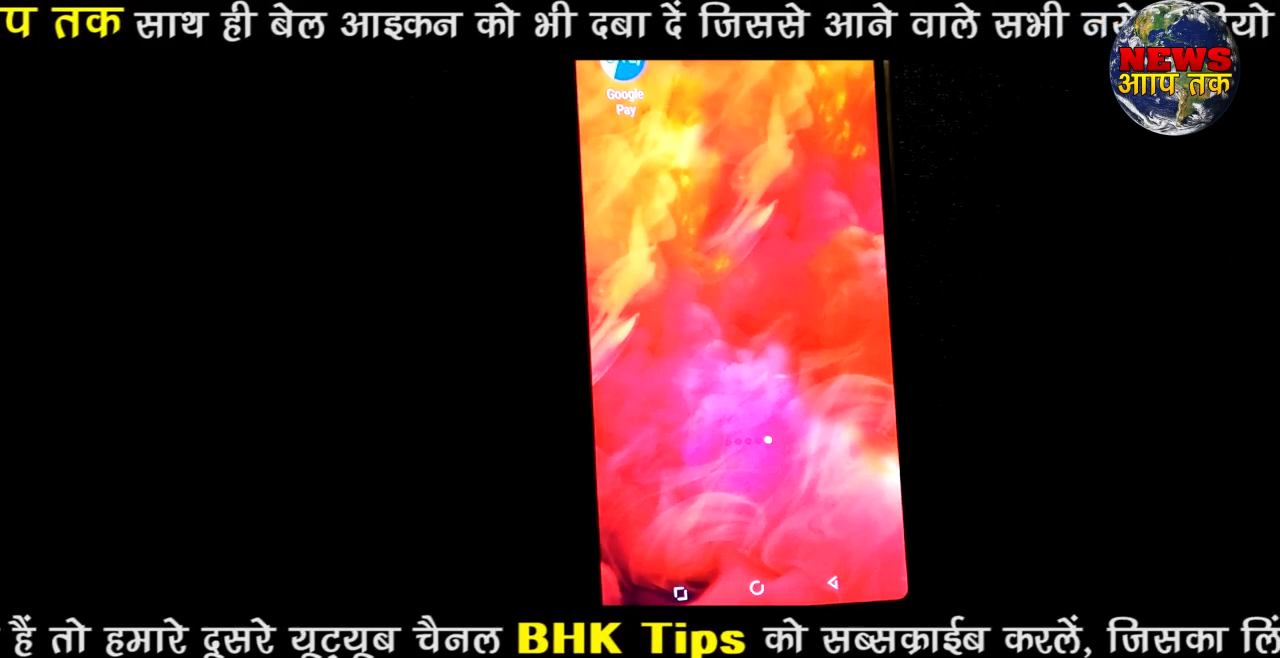 प तक साथ ही बेल आइकन को भी दबा दें जिससे आने वाले सभी
NEWS
आाप तक
Google
Pay
हैं तो हमारे दूसरे यूट्यूब चैनल BHK Tips को सब्सक्राईब करलें, जिसका